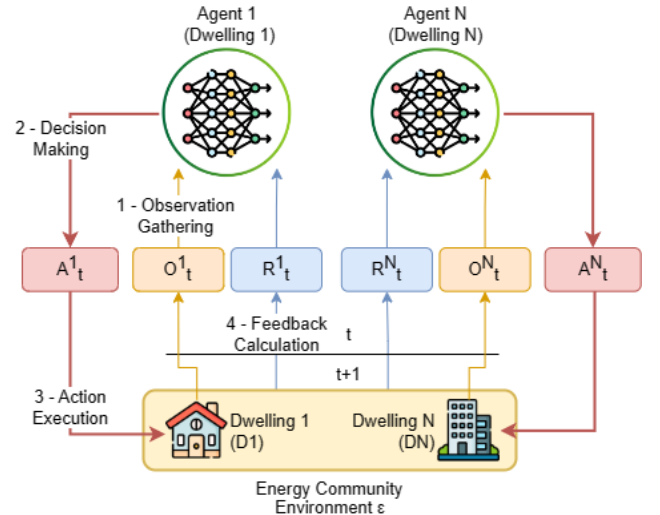 Agent 1
(Dwelling 1)
Agent N
(Dwelling N)
2 - Decision
Making
1 - Observation
Gathering
A¹t
O¹t
R¹t
Rᴺt
Oᴺt
Aᴺt
4 - Feedback
Calculation
t
t+1
3 - Action
Execution
Dwelling 1
(D1)
Dwelling N
(DN)
Energy Community
Environment ε